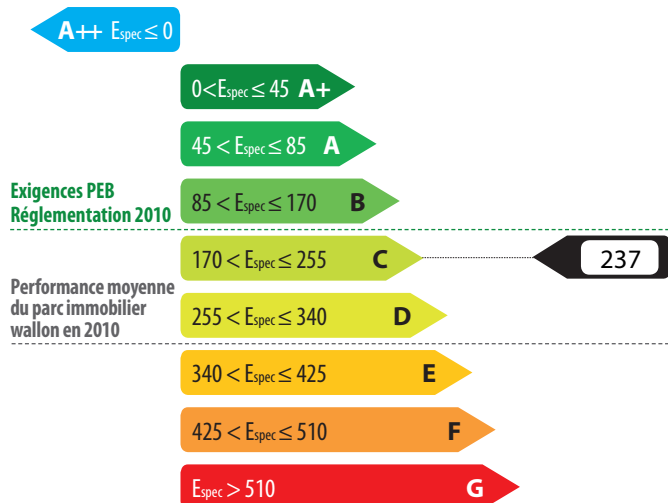 A++ Espec ≤ 0
0<Espec ≤ 45 A+
45 < Espec ≤ 85 A
Exigences PEB
Réglementation 2010
85 < Espec ≤ 170 B
170 < Espec ≤ 255 C
237
Performance moyenne
du parc immobilier
wallon en 2010
255 < Espec ≤ 340 D
340 < Espec ≤ 425 E
425 < Espec ≤ 510 F
Espec > 510 G